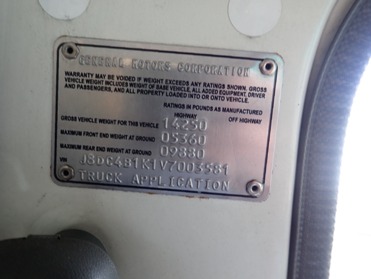 GENERAL MOTORS CORPORATION
WARRANTY MAY BE VOIDED IF WEIGHT EXCEEDS ANY RATINGS SHOWN. GROSS
VEHICLE WEIGHT INCLUDES WEIGHT OF BASE VEHICLE, ALL ADDED EQUIPMENT, DRIVER
AND PASSENGERS, AND ALL PROPERTY LOADED INTO OR ONTO VEHICLE.
RATINGS IN POUNDS AS MANUFACTURED
HIGHWAY OFF HIGHWAY
GROSS VEHICLE WEIGHT FOR THIS VEHICLE 14250
MAXIMUM FRONT END WEIGHT AT GROUND 05360
MAXIMUM REAR END WEIGHT AT GROUND 09880
VIN J8DC4B1K1V7003581
TRUCK APPLICATION